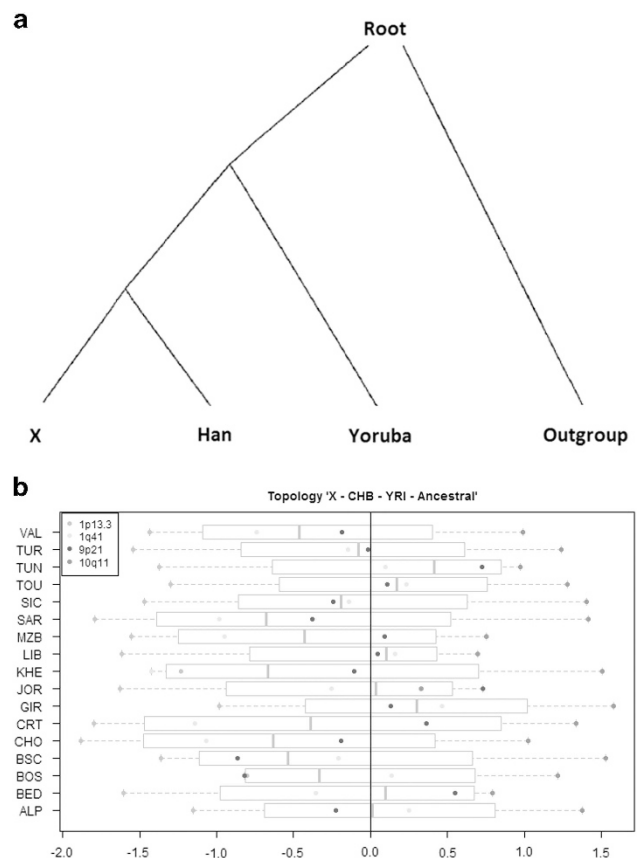 a
Root
X Han Yoruba Outgroup
b
Topology 'X - CHB - YRI - Ancestral'
1p13.3
1q41
9p21
10q11
VAL
TUR
TUN
TOU
SIC
SAR
MZB
LIB
KHE
JOR
GIR
CRT
CHO
BSC
BOS
BED
ALP
-2.0 -1.5 -1.0 -0.5 0.0 0.5 1.0 1.5